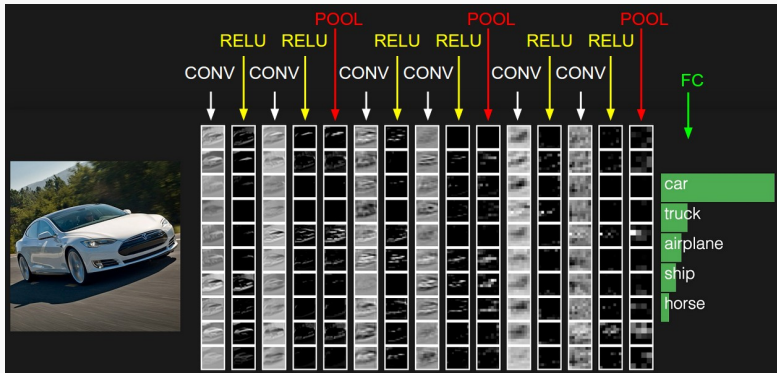 POOL POOL POOL
RELU RELU RELU RELU RELU RELU
CONV CONV CONV CONV CONV CONV
FC
car
truck
airplane
ship
horse